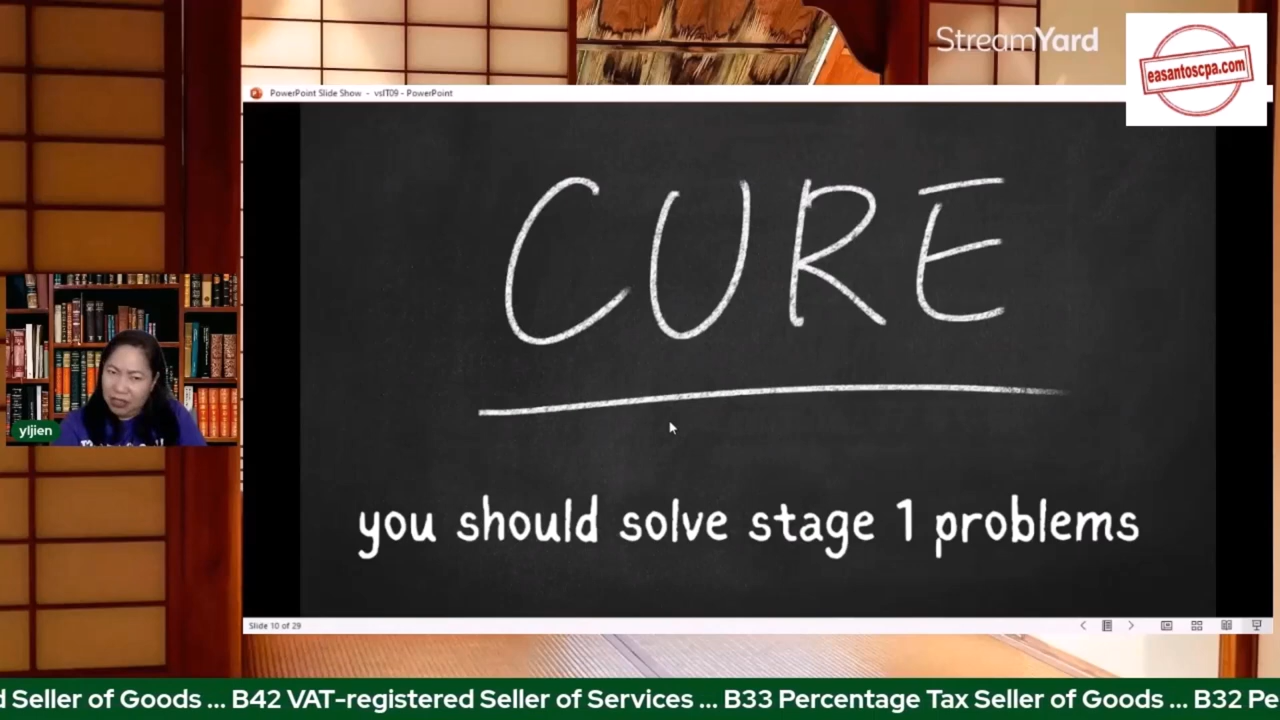 StreamYard
easantoscpa.com
PowerPoint Slide Show - vsIT09 - PowerPoint
CURE
you should solve stage 1 problems
yljien
Slide 10 of 29
d Seller of Goods ... B42 VAT-registered Seller of Services ... B33 Percentage Tax Seller of Goods ... B32 Pe